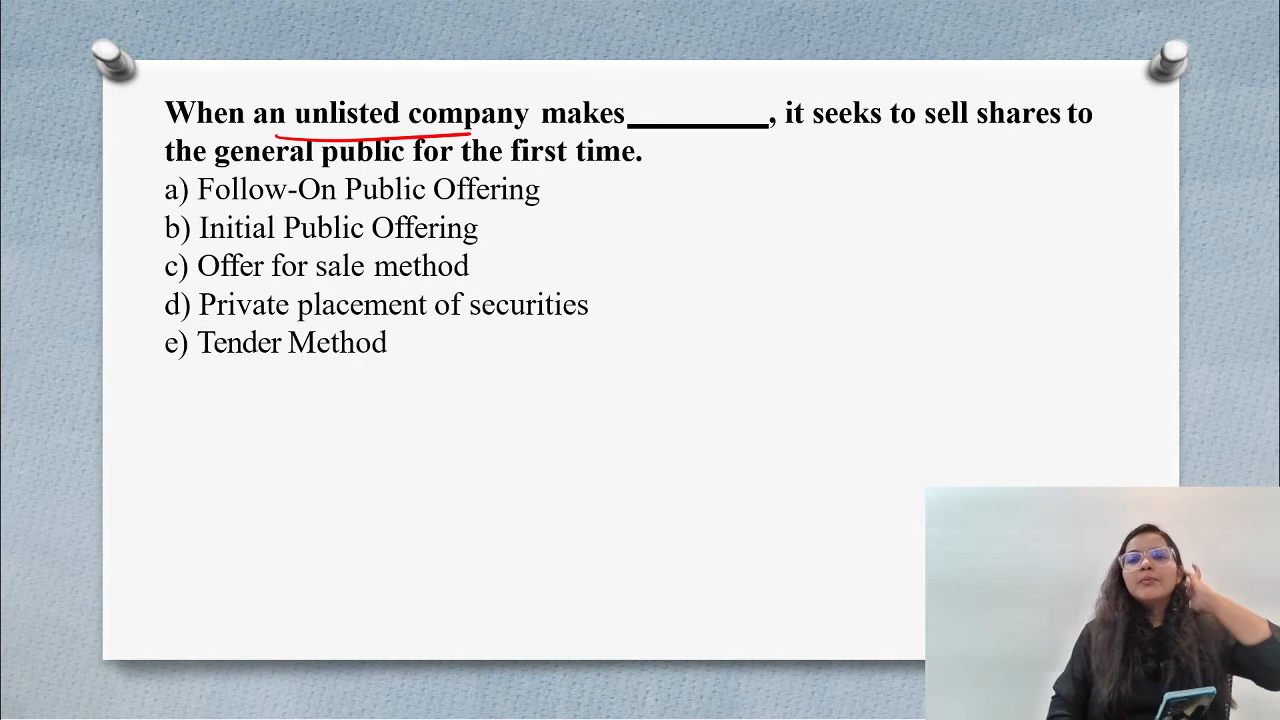 When an unlisted company makes__________, it seeks to sell shares to
the general public for the first time.
a) Follow-On Public Offering
b) Initial Public Offering
c) Offer for sale method
d) Private placement of securities
e) Tender Method